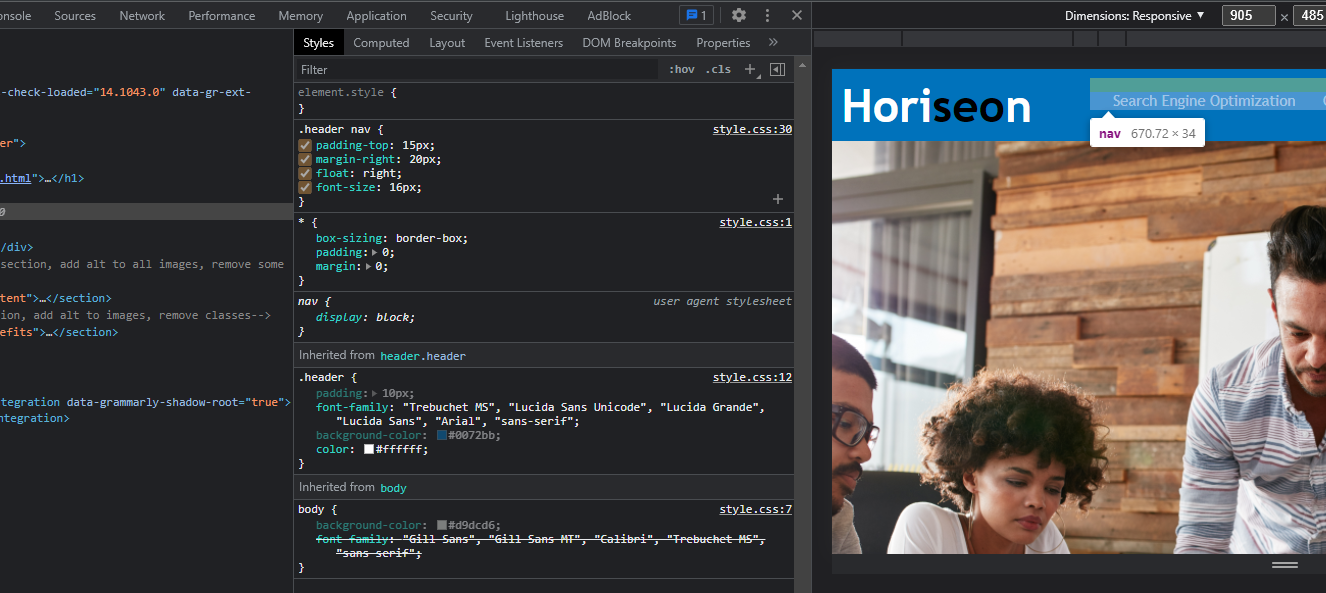 onsole Sources Network Performance Memory Application Security Lighthouse AdBlock 1
Dimensions: Responsive 905 × 485
Styles Computed Layout Event Listeners DOM Breakpoints Properties
Filter :hov .cls
element.style {
}
.header nav { style.css:30
padding-top: 15px;
margin-right: 20px;
float: right;
font-size: 16px;
}
* { style.css:1
box-sizing: border-box;
padding: 0;
margin: 0;
}
nav { user agent stylesheet
display: block;
}
Inherited from header.header
.header { style.css:12
padding: 10px;
font-family: "Trebuchet MS", "Lucida Sans Unicode", "Lucida Grande",
"Lucida Sans", "Arial", "sans-serif";
background-color: #0072bb;
color: #ffffff;
}
Inherited from body
body { style.css:7
background-color: #d9dcd6;
font-family: "Gill Sans", "Gill Sans MT", "Calibri", "Trebuchet MS",
"sans-serif";
}
-check-loaded="14.1043.0" data-gr-ext-
er">
.html">…</h1>
0
/div>
section, add alt to all images, remove some
tent">…</section>
ion, add alt to images, remove classes-->
efits">…</section>
tegration data-grammarly-shadow-root="true">
ntegration>
Horiseon
Search Engine Optimization
nav 670.72 × 34